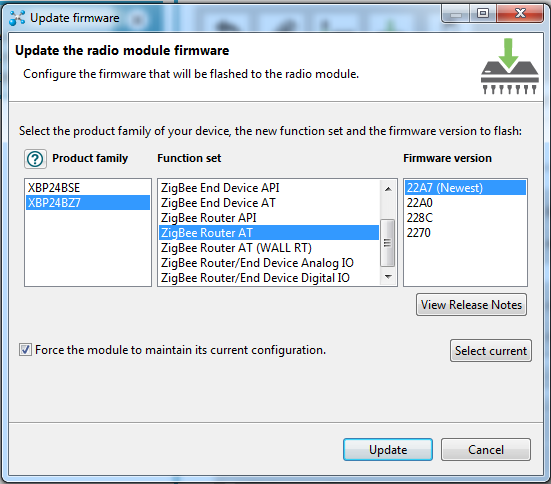 Update firmware
Update the radio module firmware
Configure the firmware that will be flashed to the radio module.
Select the product family of your device, the new function set and the firmware version to flash:
? Product family
XBP24BSE
XBP24BZ7
Function set
ZigBee End Device API
ZigBee End Device AT
ZigBee Router API
ZigBee Router AT
ZigBee Router AT (WALL RT)
ZigBee Router/End Device Analog IO
ZigBee Router/End Device Digital IO
Firmware version
22A7 (Newest)
22A0
228C
2270
View Release Notes
Force the module to maintain its current configuration.
Select current
Update
Cancel